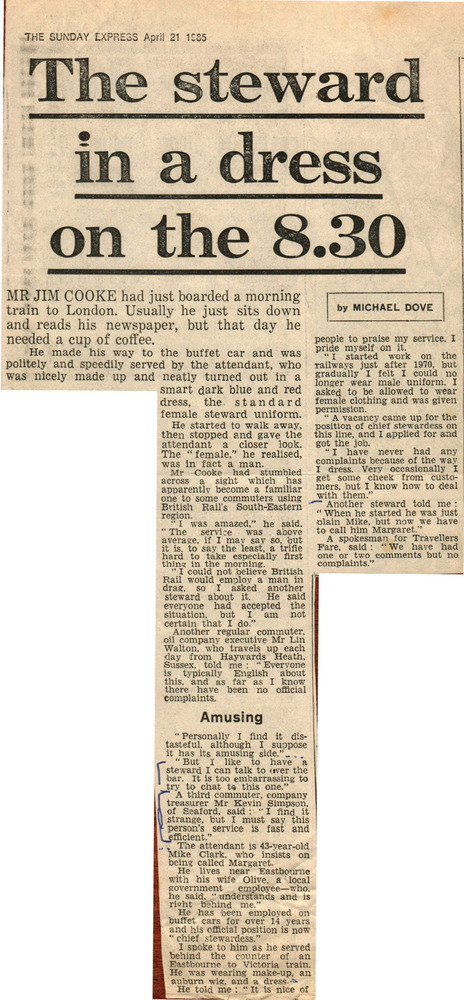 THE SUNDAY EXPRESS April 21 1985
The steward
in a dress
on the 8.30
MR JIM COOKE had just boarded a morning
train to London. Usually he just sits down
and reads his newspaper, but that day he
needed a cup of coffee.
He made his way to the buffet car and was
politely and speedily served by the attendant, who
was nicely made up and neatly turned out in a
smart dark blue and red
dress, the standard
female steward uniform.
He started to walk away,
then stopped and gave the
attendant a closer look.
The "female," he realised,
was in fact a man.
Mr Cooke had stumbled
across a sight which has
apparently become a familiar
one to some commuters using
British Rail's South-Eastern
region.
"I was amazed," he said.
"The service was above
average, if I may say so, but
it is, to say the least, a trifle
hard to take especially first
thing in the morning.
"I could not believe British
Rail would employ a man in
drag, so I asked another
steward about it. He said
everyone had accepted the
situation, but I am not
certain that I do."
Another regular commuter,
oil company executive Mr Lin
Walton, who travels up each
day from Haywards Heath,
Sussex, told me : "Everyone
is typically English about
this, and as far as I know
there have been no official
complaints.
Amusing
"Personally I find it dis-
tasteful, although I suppose
it has its amusing side."
"But I like to have a
steward I can talk to over the
bar. It is too embarrassing to
try to chat to this one."
A third commuter, company
treasurer Mr Kevin Simpson,
of Seaford, said : "I find it
strange, but I must say this
person's service is fast and
efficient."
The attendant is 43-year-old
Mike Clark, who insists on
being called Margaret.
He lives near Eastbourne
with his wife Olive, a local
government employee—who,
he said, "understands and is
right behind me."
He has been employed on
buffet cars for over 14 years
and his official position is now
"chief stewardess."
I spoke to him as he served
behind the counter of an
Eastbourne to Victoria train.
He was wearing make-up, an
auburn wig, and a dress.
He told me : "It is nice of
by MICHAEL DOVE
people to praise my service. I
pride myself on it.
"I started work on the
railways just after 1970, but
gradually I felt I could no
longer wear male uniform. I
asked to be allowed to wear
female clothing and was given
permission.
"A vacancy came up for the
position of chief stewardess on
this line, and I applied for and
got the job.
"I have never had any
complaints because of the way
I dress. Very occasionally I
get some cheek from custo-
mers, but I know how to deal
with them."
Another steward told me :
"When he started he was just
plain Mike, but now we have
to call him Margaret."
A spokesman for Travellers
Fare, said : "We have had
one or two comments but no
complaints."